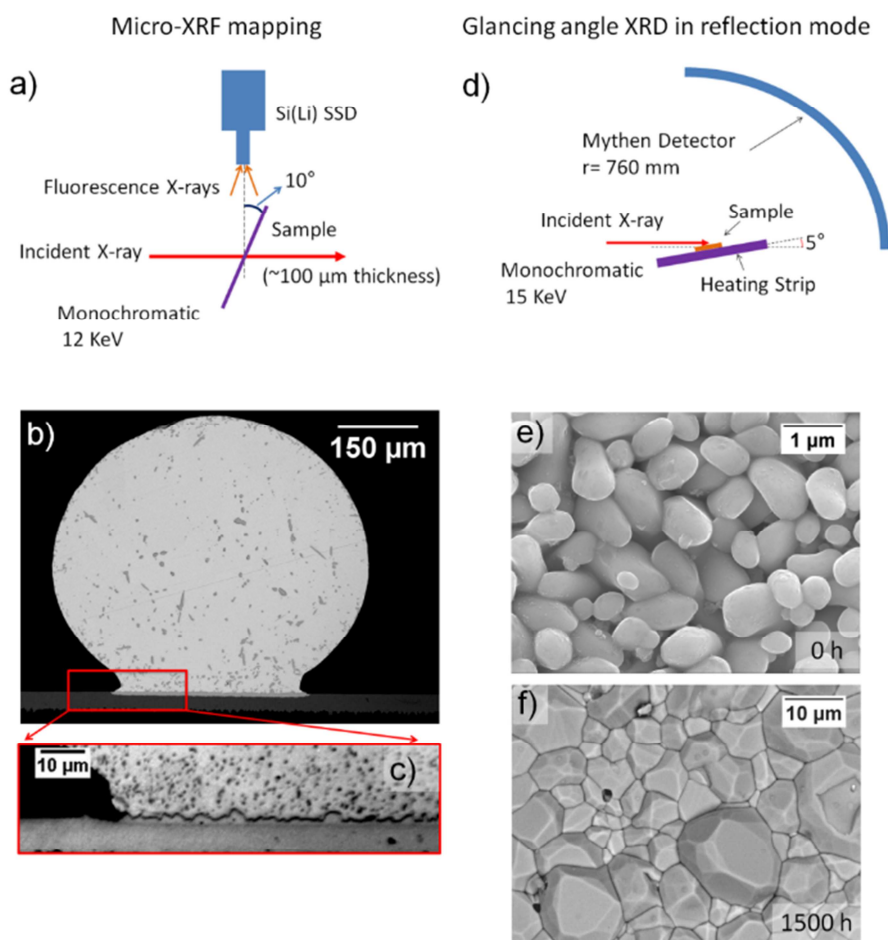 Micro-XRF mapping
Glancing angle XRD in reflection mode
a)
Si(Li) SSD
Fluorescence X-rays
10°
Sample
Incident X-ray
(~100 µm thickness)
Monochromatic
12 KeV
d)
Mythen Detector
r= 760 mm
Incident X-ray
Sample
5°
Monochromatic
15 KeV
Heating Strip
b)
150 µm
10 µm
c)
e)
1 µm
0 h
f)
10 µm
1500h